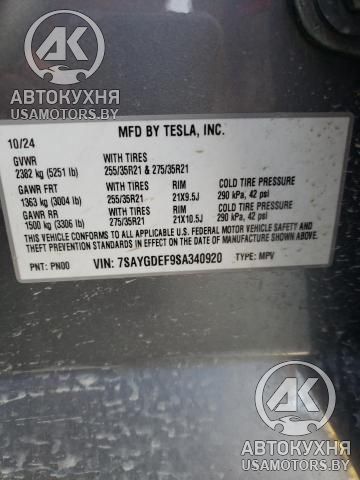 АК
АВТОКУХНЯ
USAMOTORS.BY
10/24
MFD BY TESLA, INC.
GVWR WITH TIRES
2382 kg (5251 lb) 255/35R21 & 275/35R21
GAWR FRT WITH TIRES RIM COLD TIRE PRESSURE
1363 kg (3004 lb) 255/35R21 21X9.5J 290 kPa, 42 psi
GAWR RR WITH TIRES RIM COLD TIRE PRESSURE
1500 kg (3306 lb) 275/35R21 21X10.5J 290 kPa, 42 psi
THIS VEHICLE CONFORMS TO ALL APPLICABLE U.S. FEDERAL MOTOR VEHICLE SAFETY
AND THEFT PREVENTION STANDARDS IN EFFECT ON THE DATE OF
MANUFACTURE SHOWN ABOVE.
PNT: PN00 VIN: 7SAYGDEF9SA340920 TYPE: MPV
АК
АВТОКУХНЯ
USAMOTORS.BY